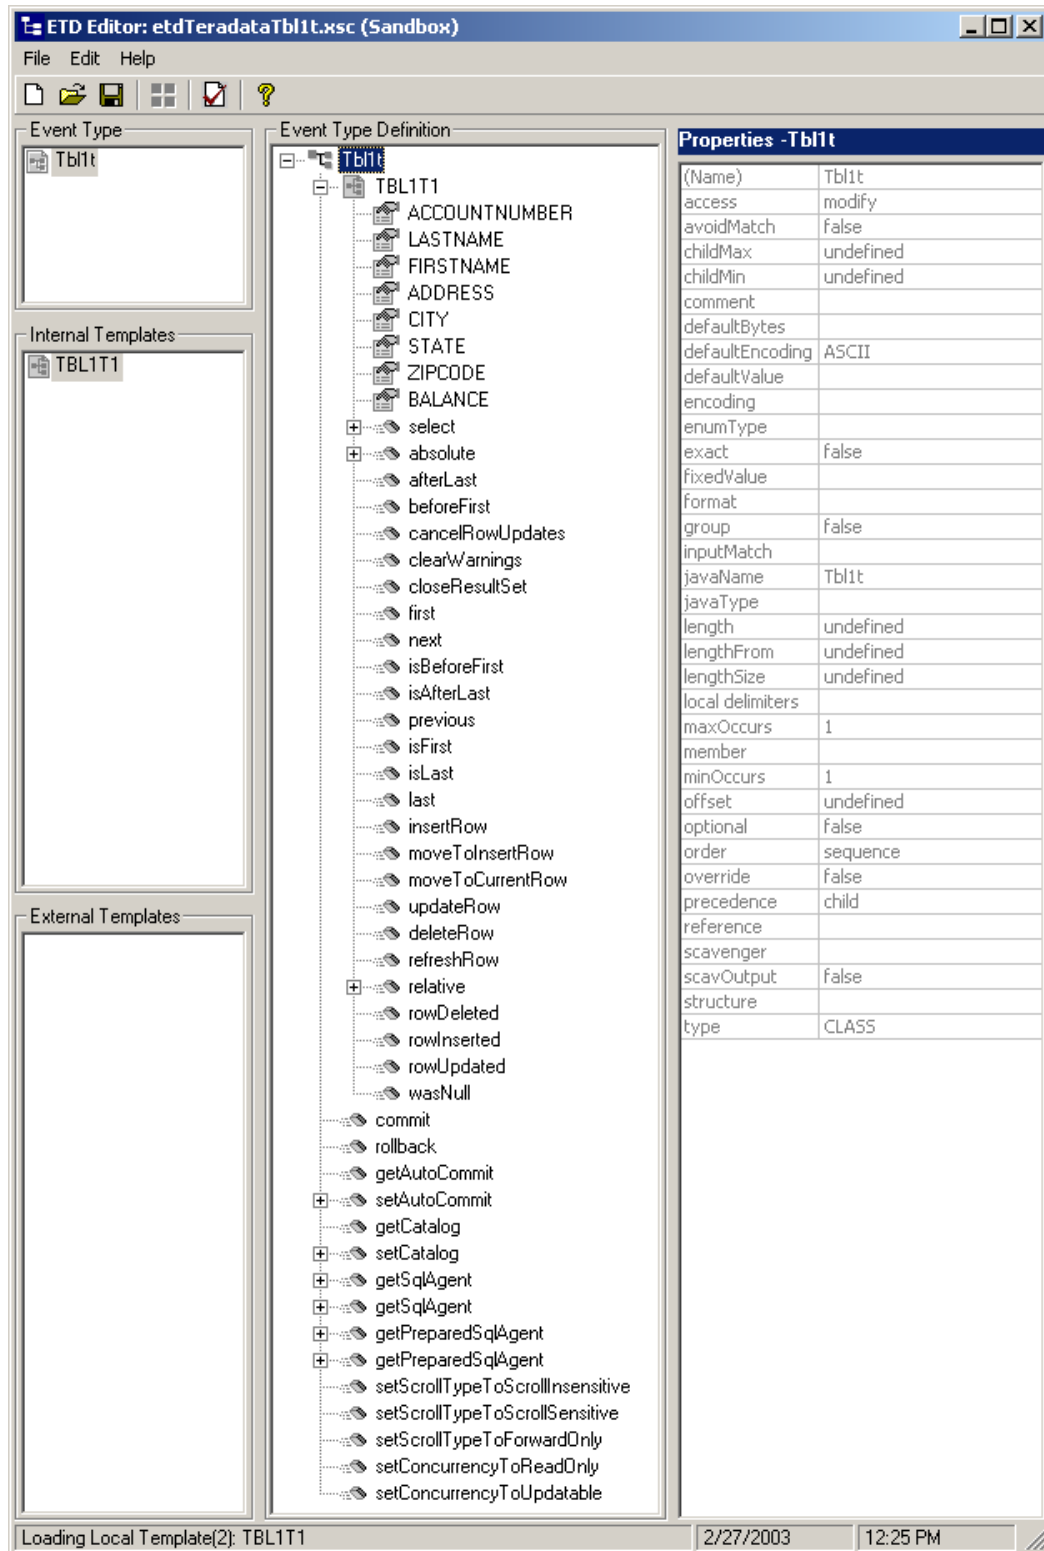 ETD Editor: etdTeradataTbl1t.xsc (Sandbox)
File Edit Help
Event Type
Tbl1t
Internal Templates
TBL1T1
External Templates
Event Type Definition
Tbl1t
TBL1T1
ACCOUNTNUMBER
LASTNAME
FIRSTNAME
ADDRESS
CITY
STATE
ZIPCODE
BALANCE
select
absolute
afterLast
beforeFirst
cancelRowUpdates
clearWarnings
closeResultSet
first
next
isBeforeFirst
isAfterLast
previous
isFirst
isLast
last
insertRow
moveToInsertRow
moveToCurrentRow
updateRow
deleteRow
refreshRow
relative
rowDeleted
rowInserted
rowUpdated
wasNull
commit
rollback
getAutoCommit
setAutoCommit
getCatalog
setCatalog
getSqlAgent
getSqlAgent
getPreparedSqlAgent
getPreparedSqlAgent
setScrollTypeToScrollInsensitive
setScrollTypeToScrollSensitive
setScrollTypeToForwardOnly
setConcurrencyToReadOnly
setConcurrencyToUpdatable
Properties -Tbl1t
(Name) Tbl1t
access modify
avoidMatch false
childMax undefined
childMin undefined
comment
defaultBytes
defaultEncoding ASCII
defaultValue
encoding
enumType
exact false
fixedValue
format
group false
inputMatch
javaName Tbl1t
javaType
length undefined
lengthFrom undefined
lengthSize undefined
local delimiters
maxOccurs 1
member
minOccurs 1
offset undefined
optional false
order sequence
override false
precedence child
reference
scavenger
scavOutput false
structure
type CLASS
Loading Local Template(2): TBL1T1 2/27/2003 12:25 PM